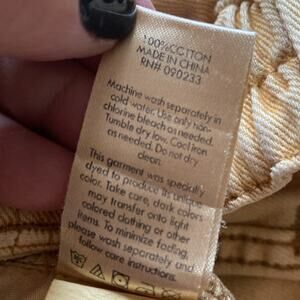 100%COTTON
MADE IN CHINA
RN# 090233
Machine wash separately in
cold water. Use only non-
chlorine bleach as needed.
Tumble dry low. Cool iron
as needed. Do not dry
clean.
This garment was specially
dyed to produce its unique
color. Take care, dark colors
may transfer onto light
colored clothing or other
items. To minimize fading,
please wash separately and
follow care instructions.